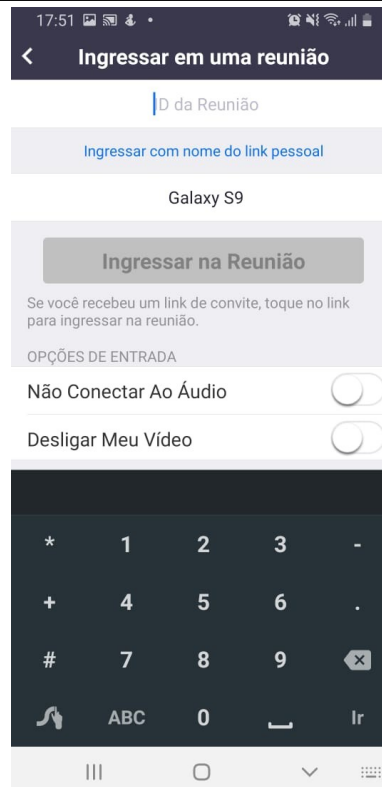 17:51
Ingressar em uma reunião
ID da Reunião
Ingressar com nome do link pessoal
Galaxy S9
Ingressar na Reunião
Se você recebeu um link de convite, toque no link
para ingressar na reunião.
OPÇÕES DE ENTRADA
Não Conectar Ao Áudio
Desligar Meu Vídeo
* 1 2 3 -
+ 4 5 6 .
# 7 8 9
ABC 0 Ir